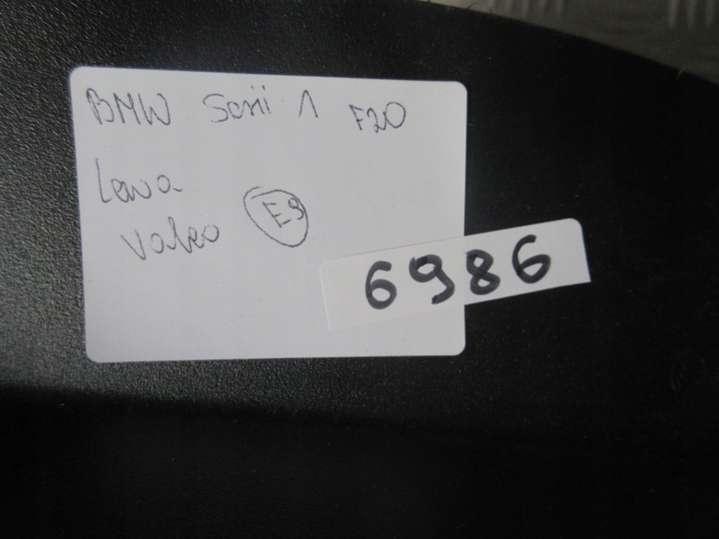 BMW Serii 1 F20
Lewa
Valeo E9
6986